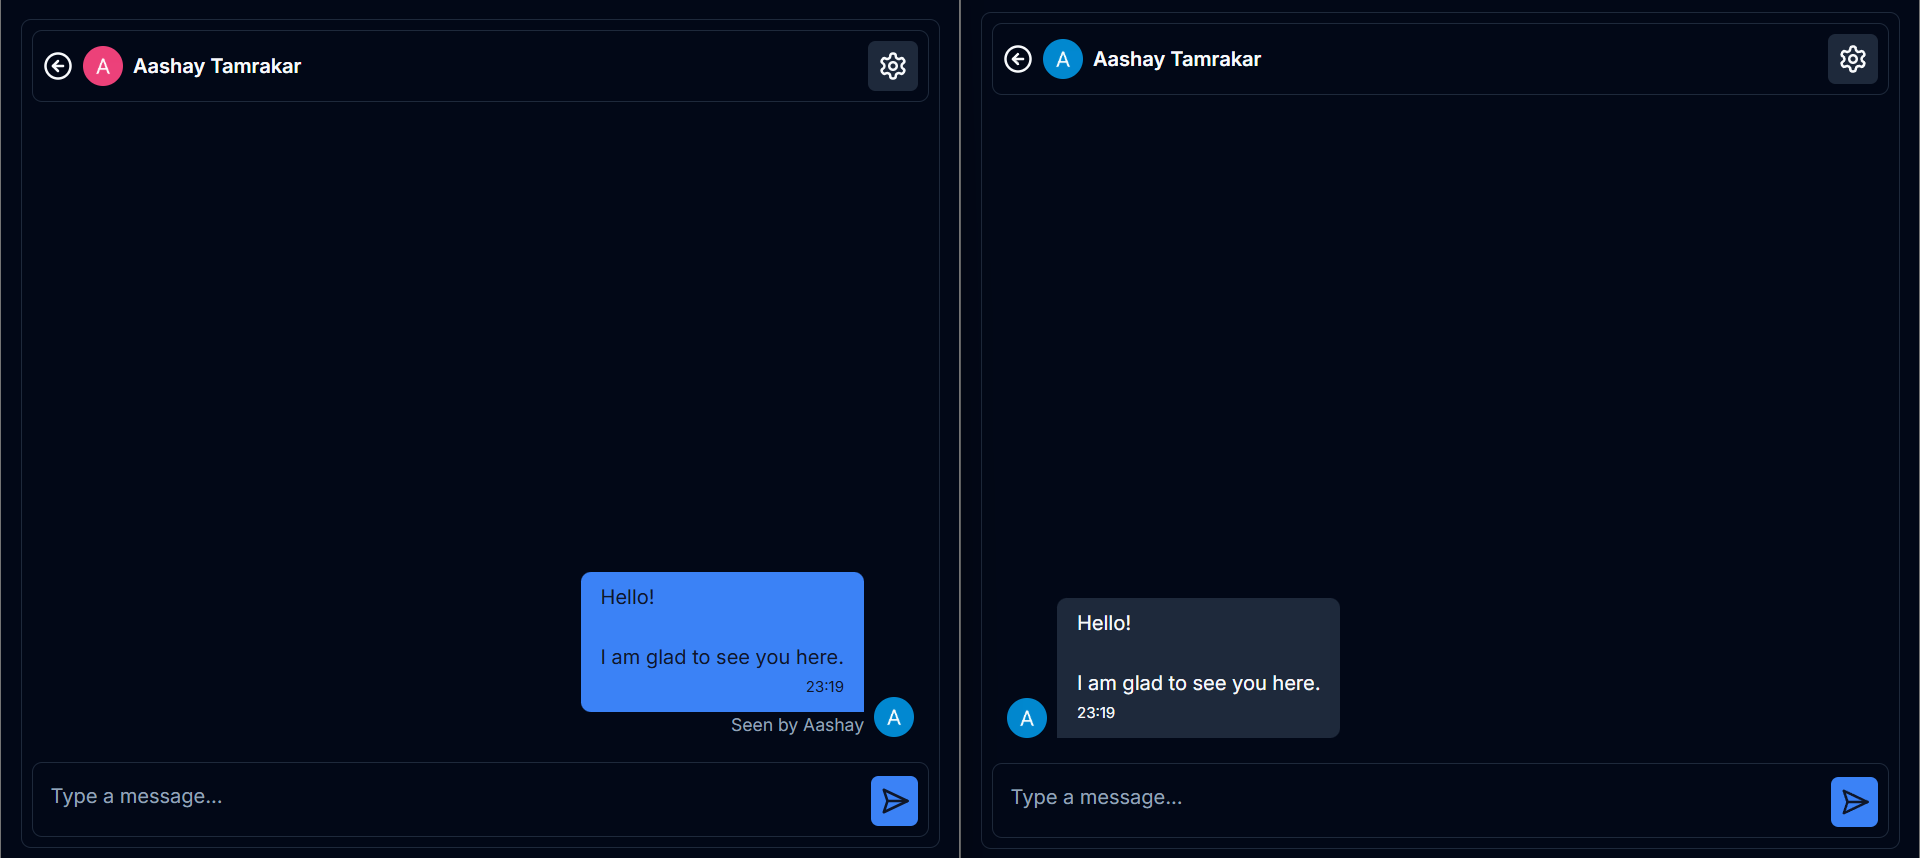 A Aashay Tamrakar
Hello!
I am glad to see you here.
23:19
Seen by Aashay
A
Type a message...
A Aashay Tamrakar
Hello!
I am glad to see you here.
23:19
A
Type a message...